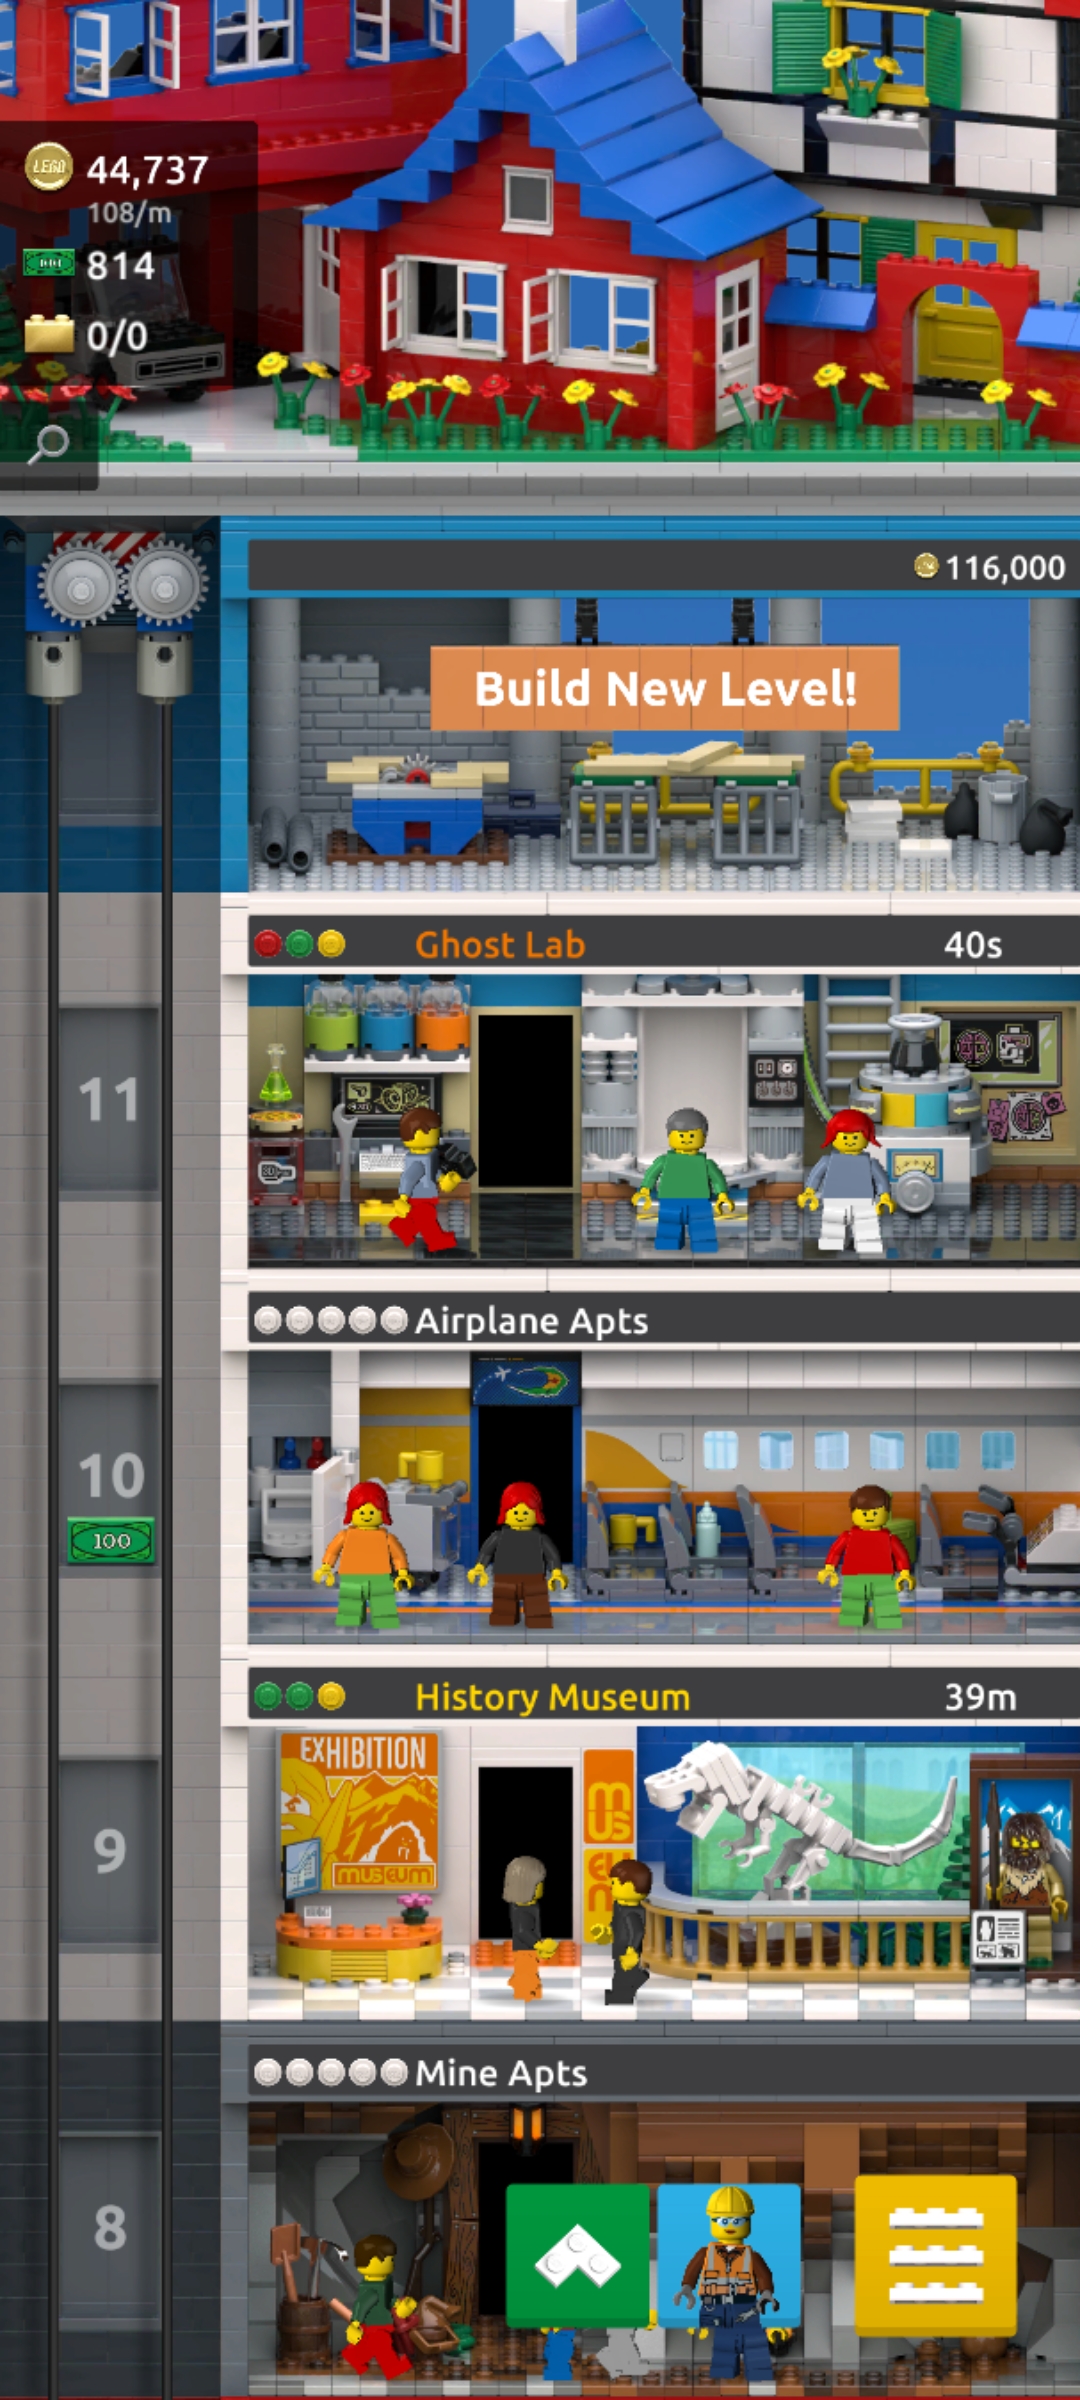 LEGO 44,737
108/m
100 814
0/0
116,000
Build New Level!
Ghost Lab 40s
11
Airplane Apts
10
100
History Museum 39m
EXHIBITION
MUSEUM
MUS
EUM
9
Mine Apts
8